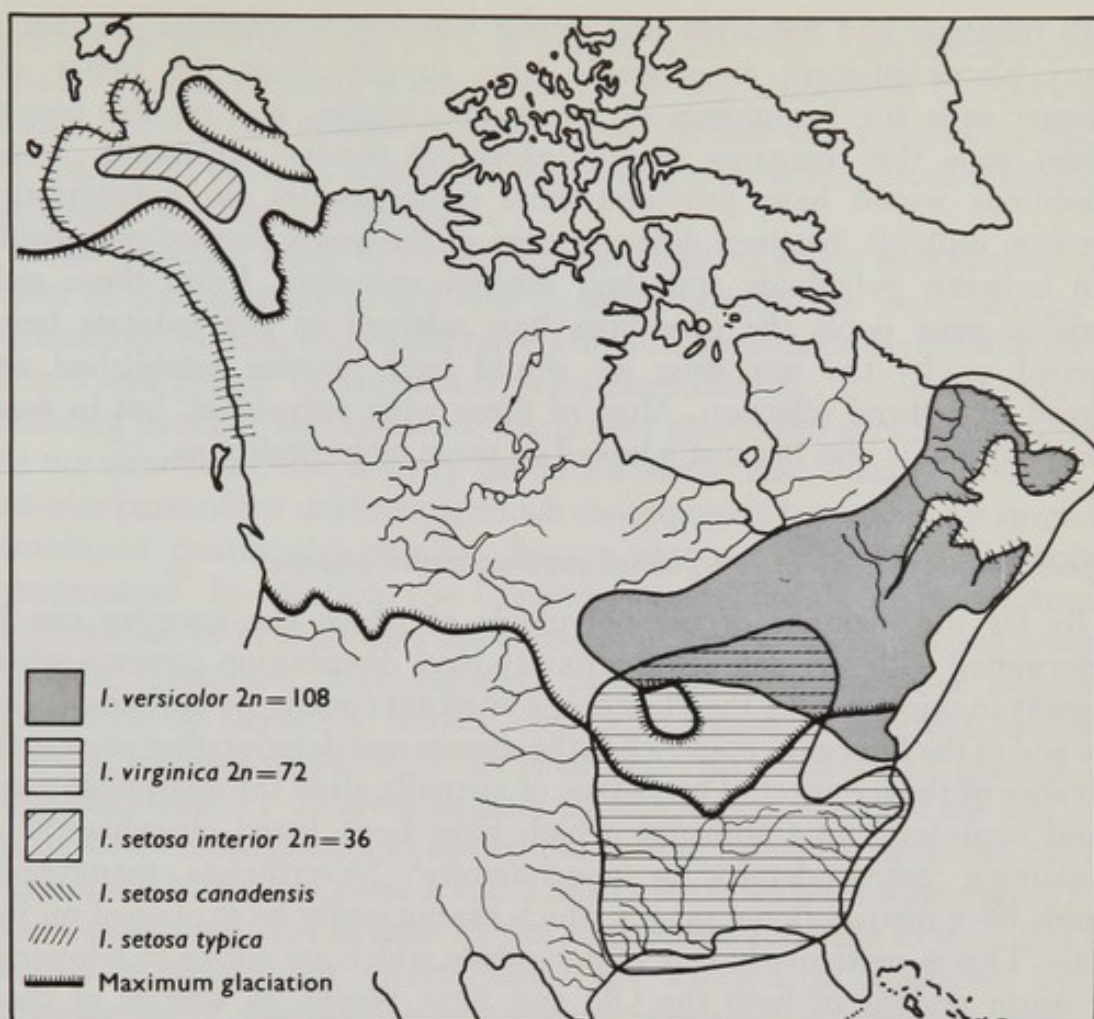 I. versicolor 2n=108
I. virginica 2n=72
I. setosa interior 2n=36
I. setosa canadensis
I. setosa typica
Maximum glaciation